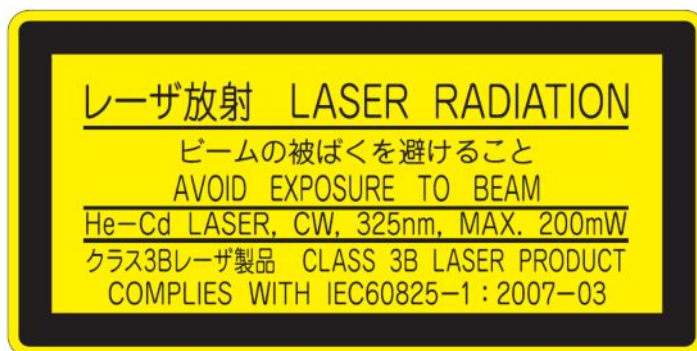 レーザ放射 LASER RADIATION
ビームの被ばくを避けること
AVOID EXPOSURE TO BEAM
He-Cd LASER, CW, 325nm, MAX. 200mW
クラス3Bレーザ製品 CLASS 3B LASER PRODUCT
COMPLIES WITH IEC60825-1:2007-03